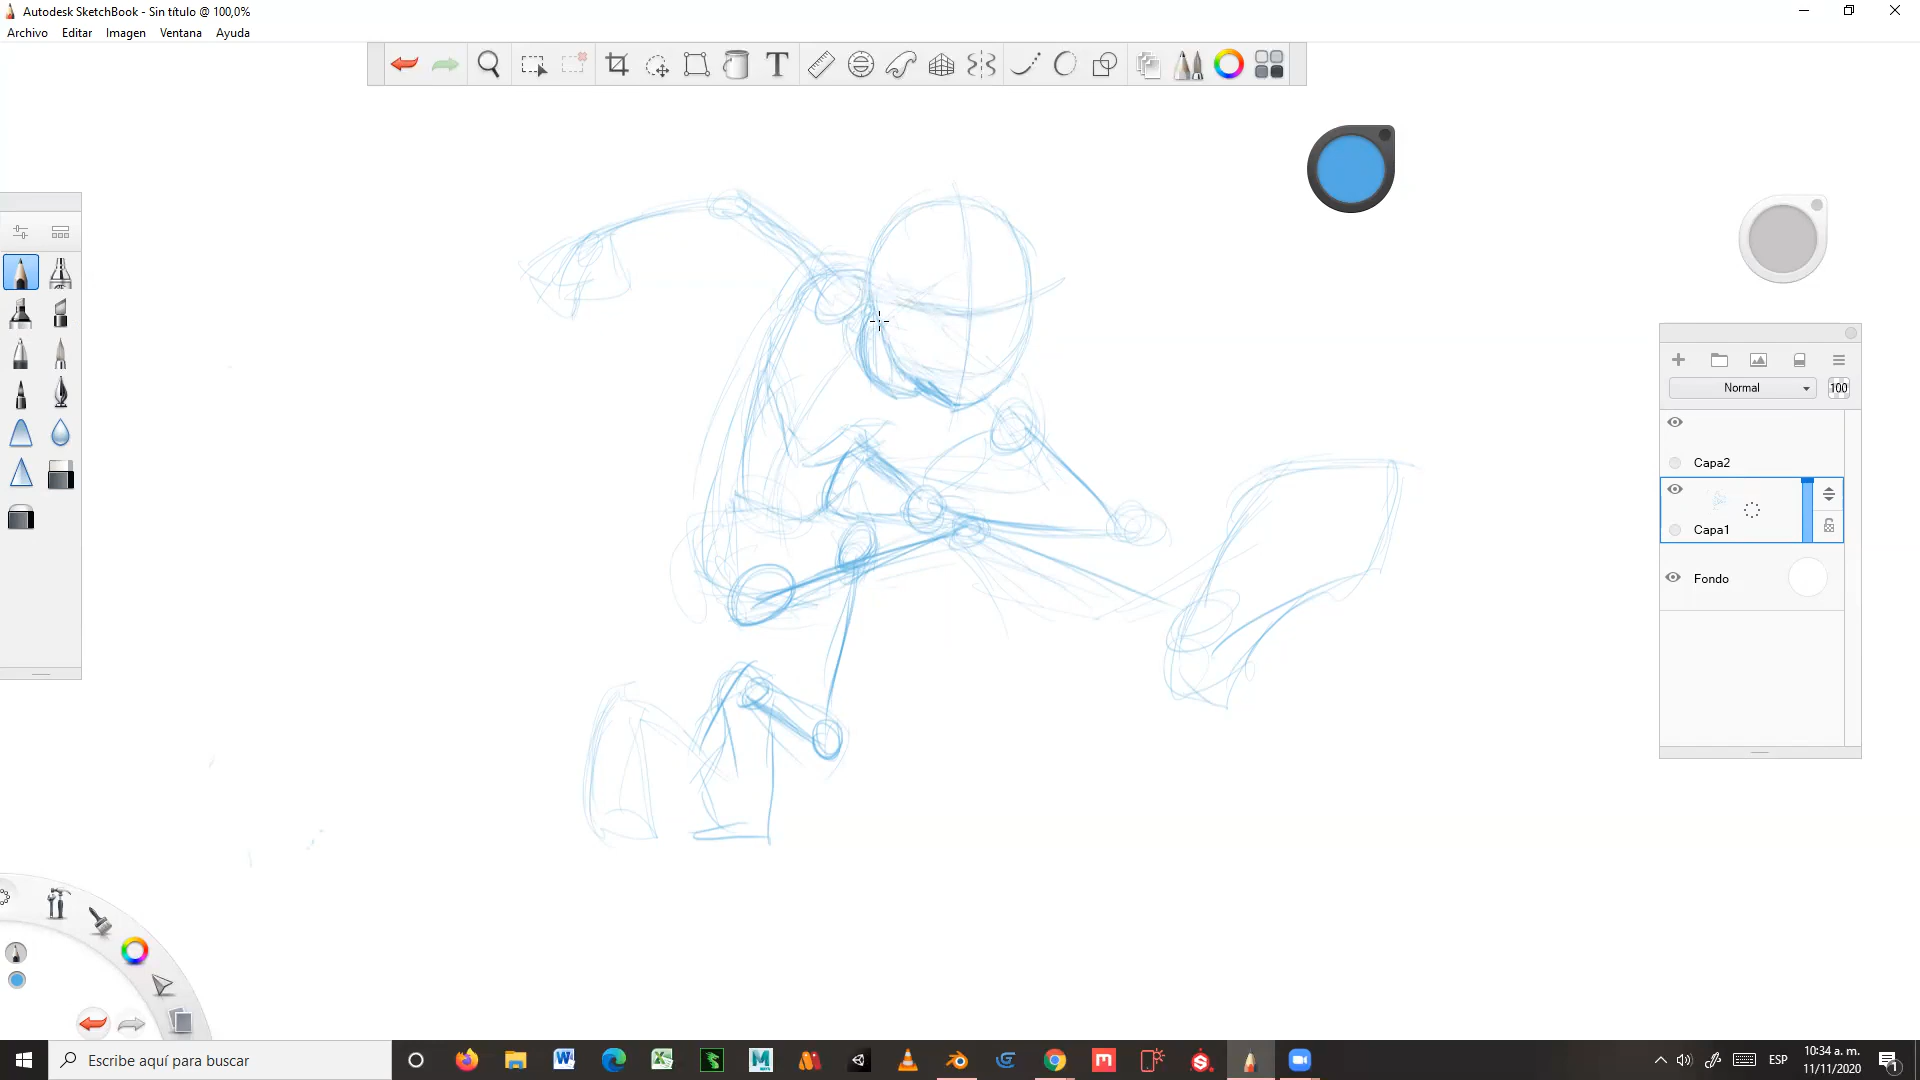 Autodesk SketchBook - Sin título @ 100,0%
Archivo Editar Imagen Ventana Ayuda
T
Normal 100
Capa2
Capa1
Fondo
Escribe aquí para buscar
ESP
10:34 a. m.
11/11/2020
1